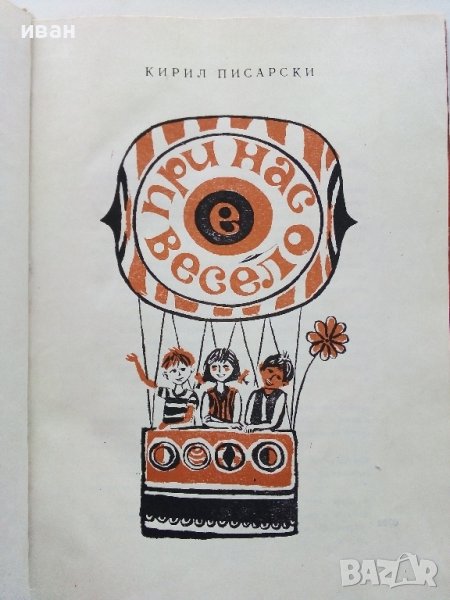 иван
КИРИЛ ПИСАРСКИ
ПРИ НАС
е
ВЕСЕЛО
BAZAR